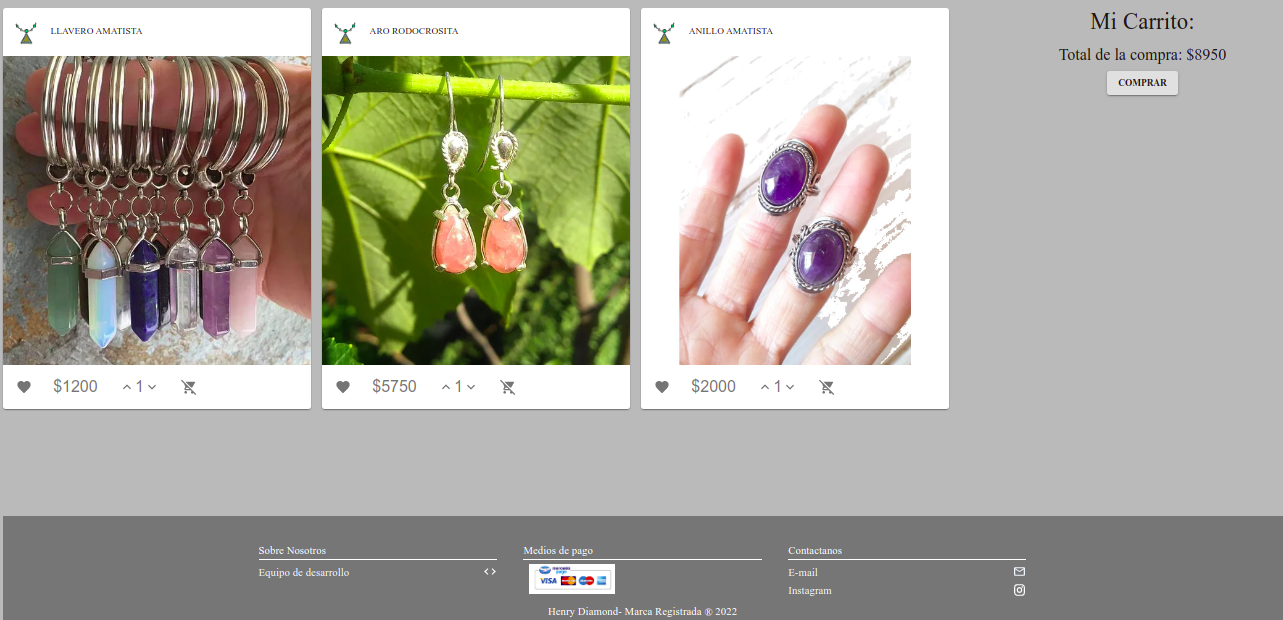 LLAVERO AMATISTA
ARO RODOCROSITA
ANILLO AMATISTA
Mi Carrito:
Total de la compra: $8950
COMPRAR
$1200 1
$5750 1
$2000 1
Sobre Nosotros
Equipo de desarrollo
Medios de pago
mercado
pago
VISA
Contactanos
E-mail
Instagram
Henry Diamond- Marca Registrada ® 2022